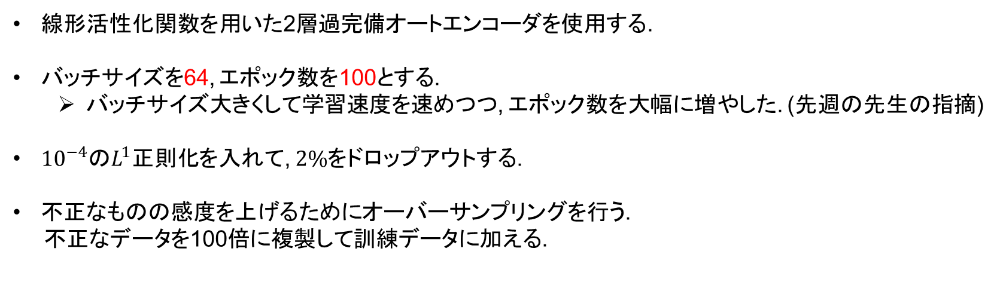 • 線形活性化関数を用いた2層過完備オートエンコーダを使用する.
• バッチサイズを64, エポック数を100とする.
➢ バッチサイズ大きくして学習速度を速めつつ, エポック数を大幅に増やした. (先週の先生の指摘)
• 10⁻⁴のL¹正則化を入れて, 2%をドロップアウトする.
• 不正なものの感度を上げるためにオーバーサンプリングを行う.
不正なデータを100倍に複製して訓練データに加える.